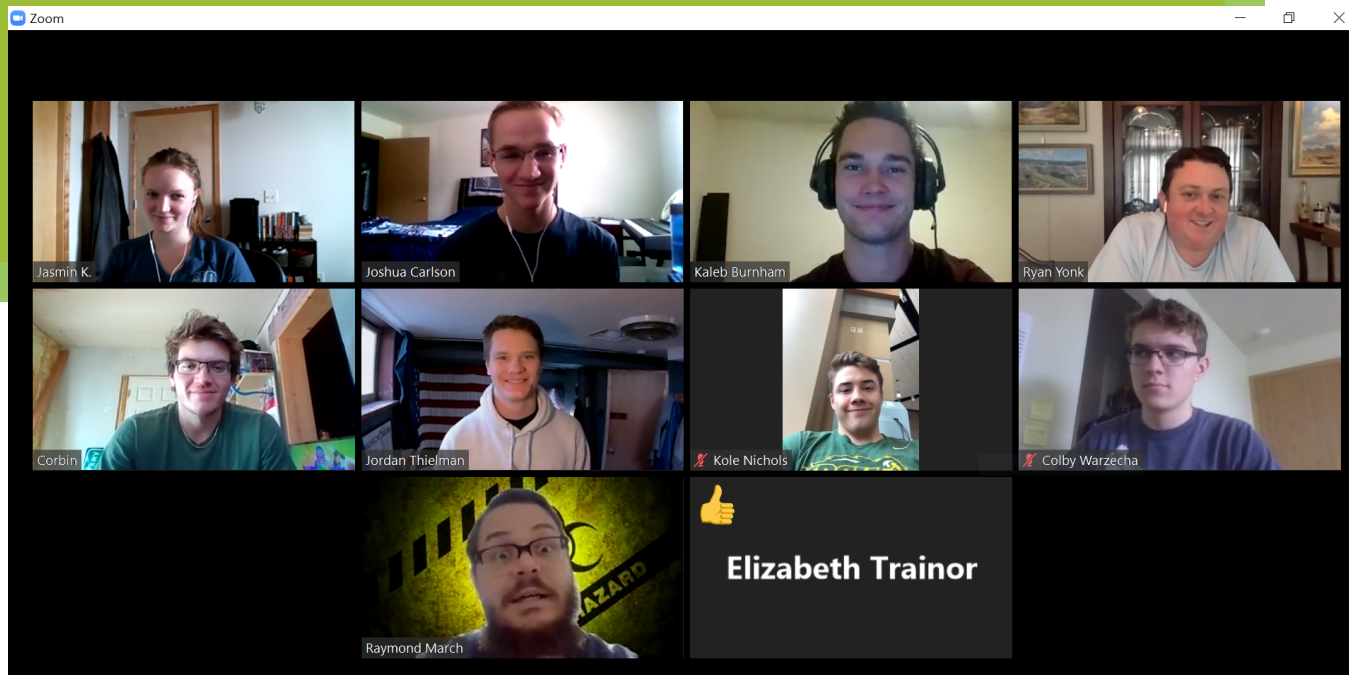 Zoom
Jasmin K.
Joshua Carlson
Kaleb Burnham
Ryan Yonk
Corbin
Jordan Thielman
Kole Nichols
Colby Warzecha
AZARD
Raymond March
Elizabeth Trainor